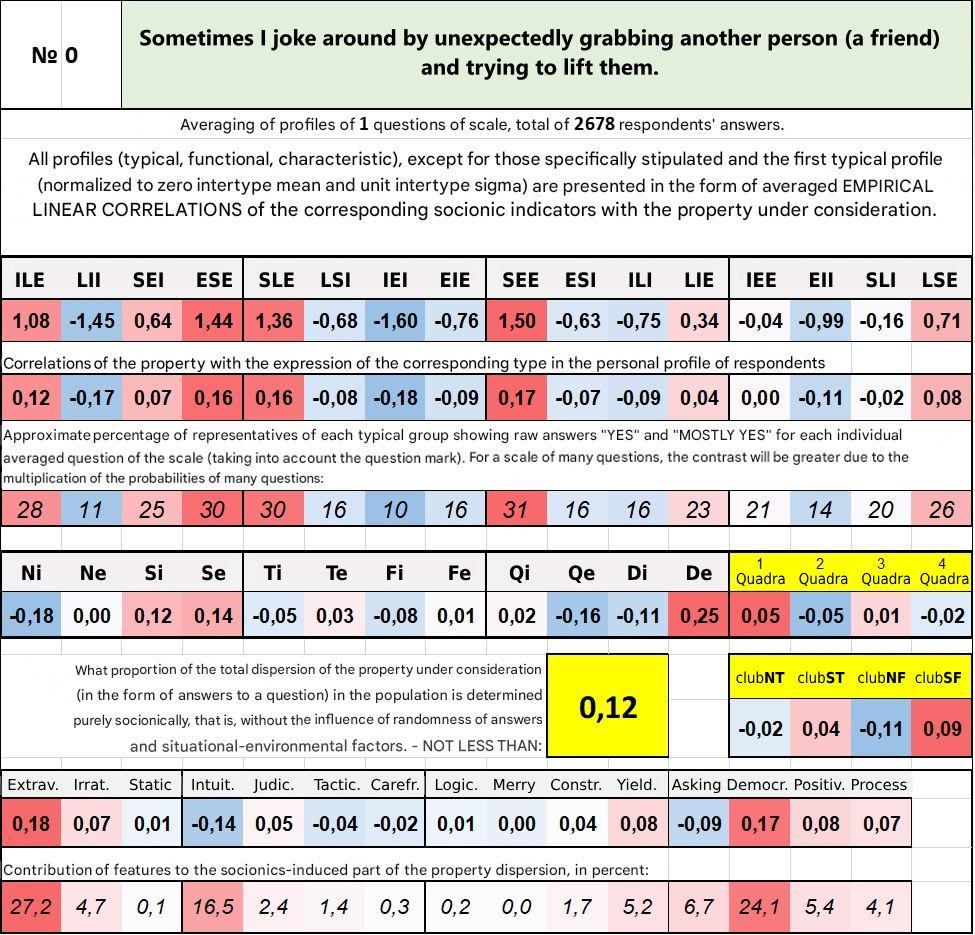 № 0
Sometimes I joke around by unexpectedly grabbing another person (a friend)
and trying to lift them.
Averaging of profiles of 1 questions of scale, total of 2678 respondents' answers.
All profiles (typical, functional, characteristic), except for those specifically stipulated and the first typical profile
(normalized to zero intertype mean and unit intertype sigma) are presented in the form of averaged EMPIRICAL
LINEAR CORRELATIONS of the corresponding socionic indicators with the property under consideration.
ILE LII SEI ESE SLE LSI IEI EIE SEE ESI ILI LIE IEE EII SLI LSE
1,08 -1,45 0,64 1,44 1,36 -0,68 -1,60 -0,76 1,50 -0,63 -0,75 0,34 -0,04 -0,99 -0,16 0,71
Correlations of the property with the expression of the corresponding type in the personal profile of respondents
0,12 -0,17 0,07 0,16 0,16 -0,08 -0,18 -0,09 0,17 -0,07 -0,09 0,04 0,00 -0,11 -0,02 0,08
Approximate percentage of representatives of each typical group showing raw answers "YES" and "MOSTLY YES" for each individual
averaged question of the scale (taking into account the question mark). For a scale of many questions, the contrast will be greater due to the
multiplication of the probabilities of many questions:
28 11 25 30 30 16 10 16 31 16 16 23 21 14 20 26
Ni Ne Si Se Ti Te Fi Fe Qi Qe Di De 1 Quadra 2 Quadra 3 Quadra 4 Quadra
-0,18 0,00 0,12 0,14 -0,05 0,03 -0,08 0,01 0,02 -0,16 -0,11 0,25 0,05 -0,05 0,01 -0,02
What proportion of the total dispersion of the property under consideration
(in the form of answers to a question) in the population is determined
purely socionically, that is, without the influence of randomness of answers
and situational-environmental factors. - NOT LESS THAN:
0,12
clubNT clubST clubNF clubSF
-0,02 0,04 -0,11 0,09
Extrav. Irrat. Static Intuit. Judic. Tactic. Carefr. Logic. Merry Constr. Yield. Asking Democr. Positiv. Process
0,18 0,07 0,01 -0,14 0,05 -0,04 -0,02 0,01 0,00 0,04 0,08 -0,09 0,17 0,08 0,07
Contribution of features to the socionics-induced part of the property dispersion, in percent:
27,2 4,7 0,1 16,5 2,4 1,4 0,3 0,2 0,0 1,7 5,2 6,7 24,1 5,4 4,1